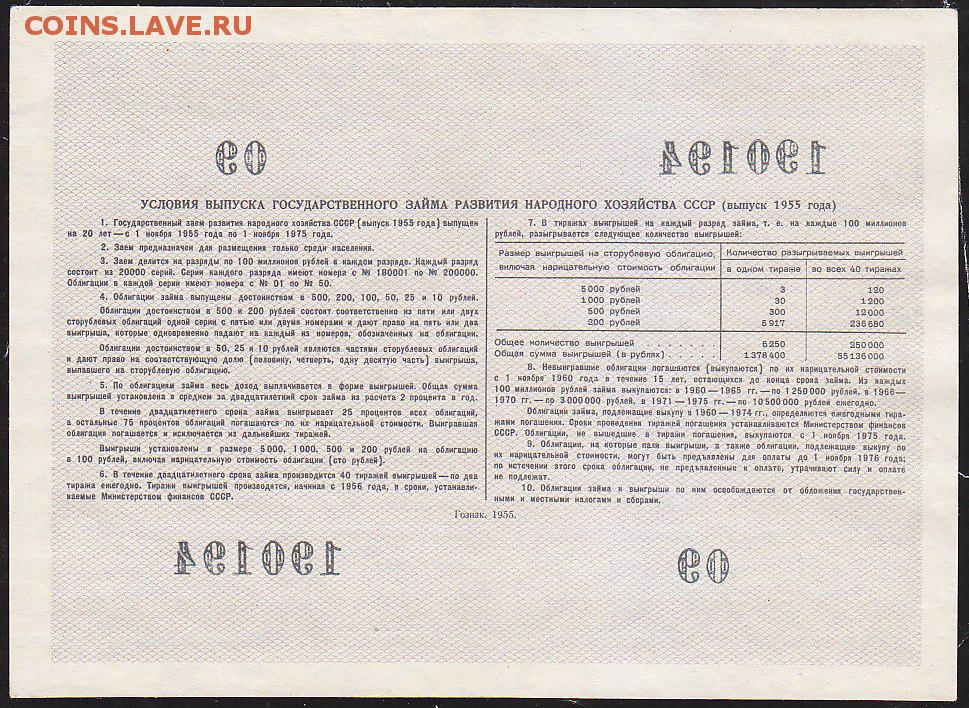 COINS.LAVE.RU
09
190194
УСЛОВИЯ ВЫПУСКА ГОСУДАРСТВЕННОГО ЗАЙМА РАЗВИТИЯ НАРОДНОГО ХОЗЯЙСТВА СССР (выпуск 1955 года)
1. Государственный заем развития народного хозяйства СССР (выпуск 1955 года) выпущен
на 20 лет — с 1 ноября 1955 года по 1 ноября 1975 года.
2. Заем предназначен для размещения только среди населения.
3. Заем делится на разряды по 100 миллионов рублей в каждом разряде. Каждый разряд
состоит из 20000 серий. Серии каждого разряда имеют номера с № 180001 по № 200000.
Облигации в каждой серии имеют номера с № 01 по № 50.
4. Облигации займа выпущены достоинством в 500, 200, 100, 50, 25 и 10 рублей.
Облигации достоинством в 500 и 200 рублей состоят соответственно из пяти или двух
сторублевых облигаций одной серии с пятью или двумя номерами и дают право на пять или два
выигрыша, которые одновременно падают на каждый из номеров, обозначенных на облигации.
Облигации достоинством в 50, 25 и 10 рублей являются частями сторублевых облигаций
и дают право на соответствующую долю (половину, четверть, одну десятую часть) выигрыша,
выпавшего на сторублевую облигацию.
5. По облигациям займа весь доход выплачивается в форме выигрышей. Общая сумма
выигрышей установлена в среднем за двадцатилетний срок займа из расчета 2 процента в год.
В течение двадцатилетнего срока займа выигрывает 25 процентов всех облигаций,
а остальные 75 процентов облигаций погашаются по их нарицательной стоимости. Выигравшая
облигация погашается и исключается из дальнейших тиражей.
Выигрыши установлены в размере 5000, 1000, 500 и 200 рублей на облигацию
в 100 рублей, включая нарицательную стоимость облигации (сто рублей).
6. В течение двадцатилетнего срока займа производится 40 тиражей выигрышей — по два
тиража ежегодно. Тиражи выигрышей производятся, начиная с 1956 года, в сроки, устанавли-
ваемые Министерством финансов СССР.
7. В тиражах выигрышей на каждый разряд займа, т. е. на каждые 100 миллионов
рублей, разыгрывается следующее количество выигрышей:
Размер выигрышей на сторублевую облигацию, включая нарицательную стоимость облигации
Количество разыгрываемых выигрышей
в одном тираже во всех 40 тиражах
5000 рублей 3 120
1000 рублей 30 1200
500 рублей 300 12000
200 рублей 5917 236680
Общее количество выигрышей . . . . . . . . 6250 250000
Общая сумма выигрышей (в рублях) . . . . . 1378400 55136000
8. Невыигравшие облигации погашаются (выкупаются) по их нарицательной стоимости
с 1 ноября 1960 года в течение 15 лет, остающихся до конца срока займа. Из каждых
100 миллионов рублей займа выкупаются: в 1960—1965 гг. — по 1250000 рублей, в 1966—
1970 гг. — по 3000000 рублей, в 1971—1975 гг. — по 10500000 рублей ежегодно.
Облигации займа, подлежащие выкупу в 1960—1974 гг., определяются ежегодными тира-
жами погашения. Сроки проведения тиражей погашения устанавливаются Министерством финансов
СССР. Облигации, не вышедшие в тиражи погашения, выкупаются с 1 ноября 1975 года.
9. Облигации, на которые пали выигрыши, а также облигации, подлежащие выкупу по
их нарицательной стоимости, могут быть предъявлены для оплаты до 1 ноября 1976 года;
по истечении этого срока облигации, не предъявленные к оплате, утрачивают силу и оплате
не подлежат.
10. Облигации займа и выигрыши по ним освобождаются от обложения государствен-
ными и местными налогами и сборами.
Гознак. 1955.
190194
09